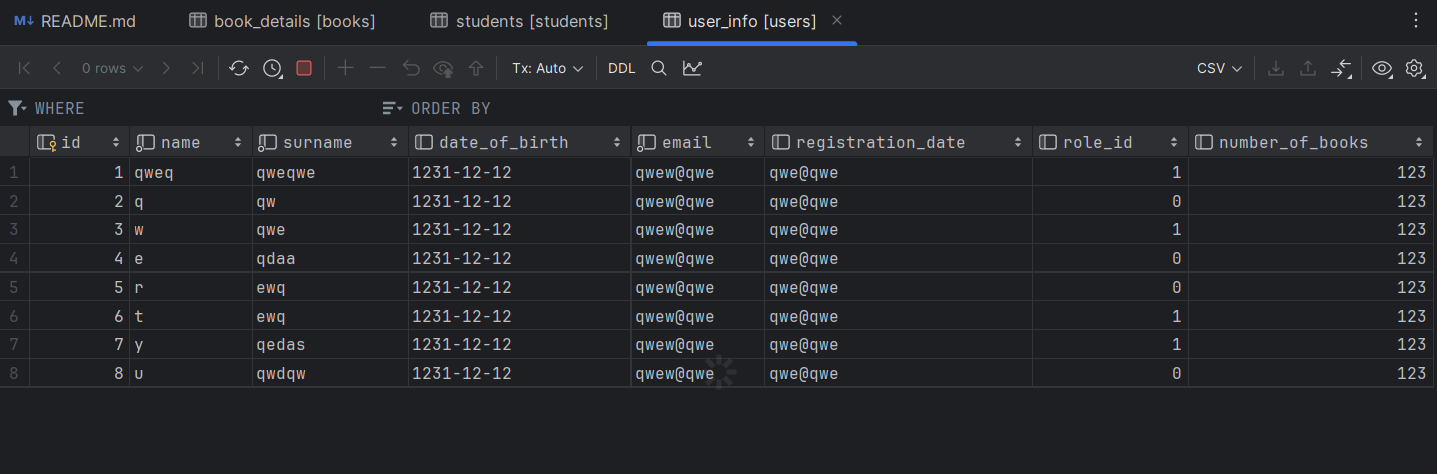 M↓ README.md book_details [books] students [students] user_info [users]
0 rows Tx: Auto DDL CSV
WHERE ORDER BY
id name surname date_of_birth email registration_date role_id number_of_books
1 1 qweq qweqwe 1231-12-12 qwew@qwe qwe@qwe 1 123
2 2 q qw 1231-12-12 qwew@qwe qwe@qwe 0 123
3 3 w qwe 1231-12-12 qwew@qwe qwe@qwe 1 123
4 4 e qdaa 1231-12-12 qwew@qwe qwe@qwe 0 123
5 5 r ewq 1231-12-12 qwew@qwe qwe@qwe 0 123
6 6 t ewq 1231-12-12 qwew@qwe qwe@qwe 1 123
7 7 y qedas 1231-12-12 qwew@qwe qwe@qwe 1 123
8 8 u qwdqw 1231-12-12 qwew@qwe qwe@qwe 0 123